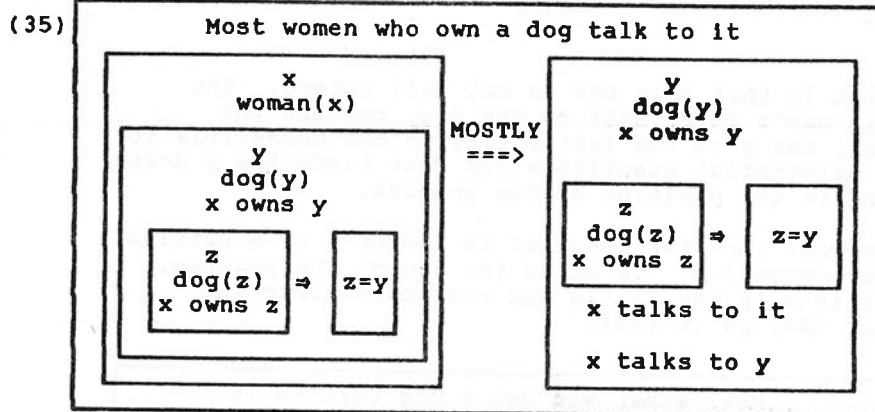 (35) Most women who own a dog talk to it
x
woman(x)
y
dog(y)
x owns y
z
dog(z) ⇒ z=y
x owns z
MOSTLY
===>
y
dog(y)
x owns y
z
dog(z) ⇒ z=y
x owns z
x talks to it
x talks to y